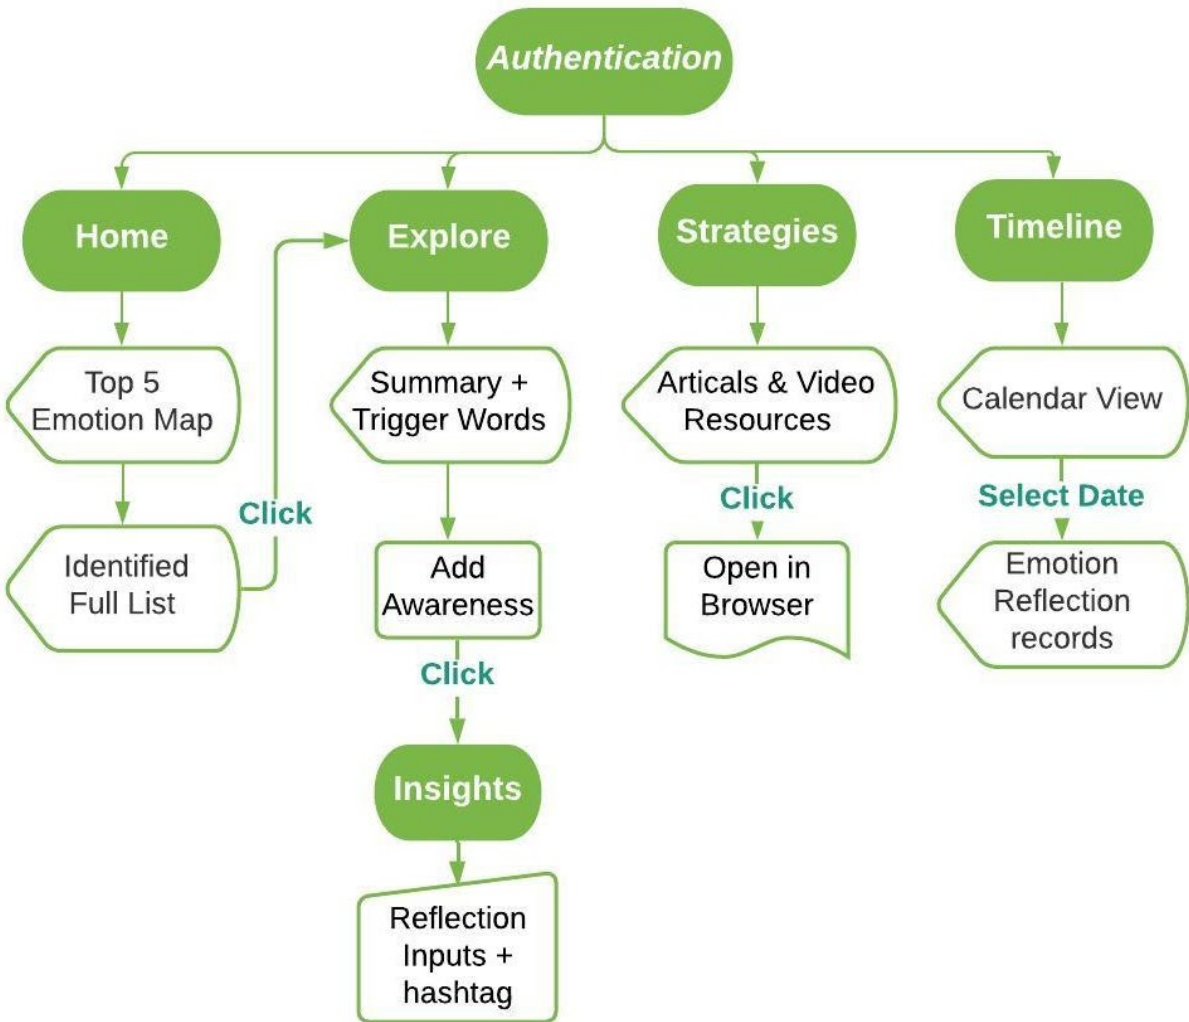 Authentication
Home
Explore
Strategies
Timeline
Top 5
Emotion Map
Summary +
Trigger Words
Articals & Video
Resources
Calendar View
Click
Click
Select Date
Identified
Full List
Add
Awareness
Open in
Browser
Emotion
Reflection
records
Click
Insights
Reflection
Inputs +
hashtag